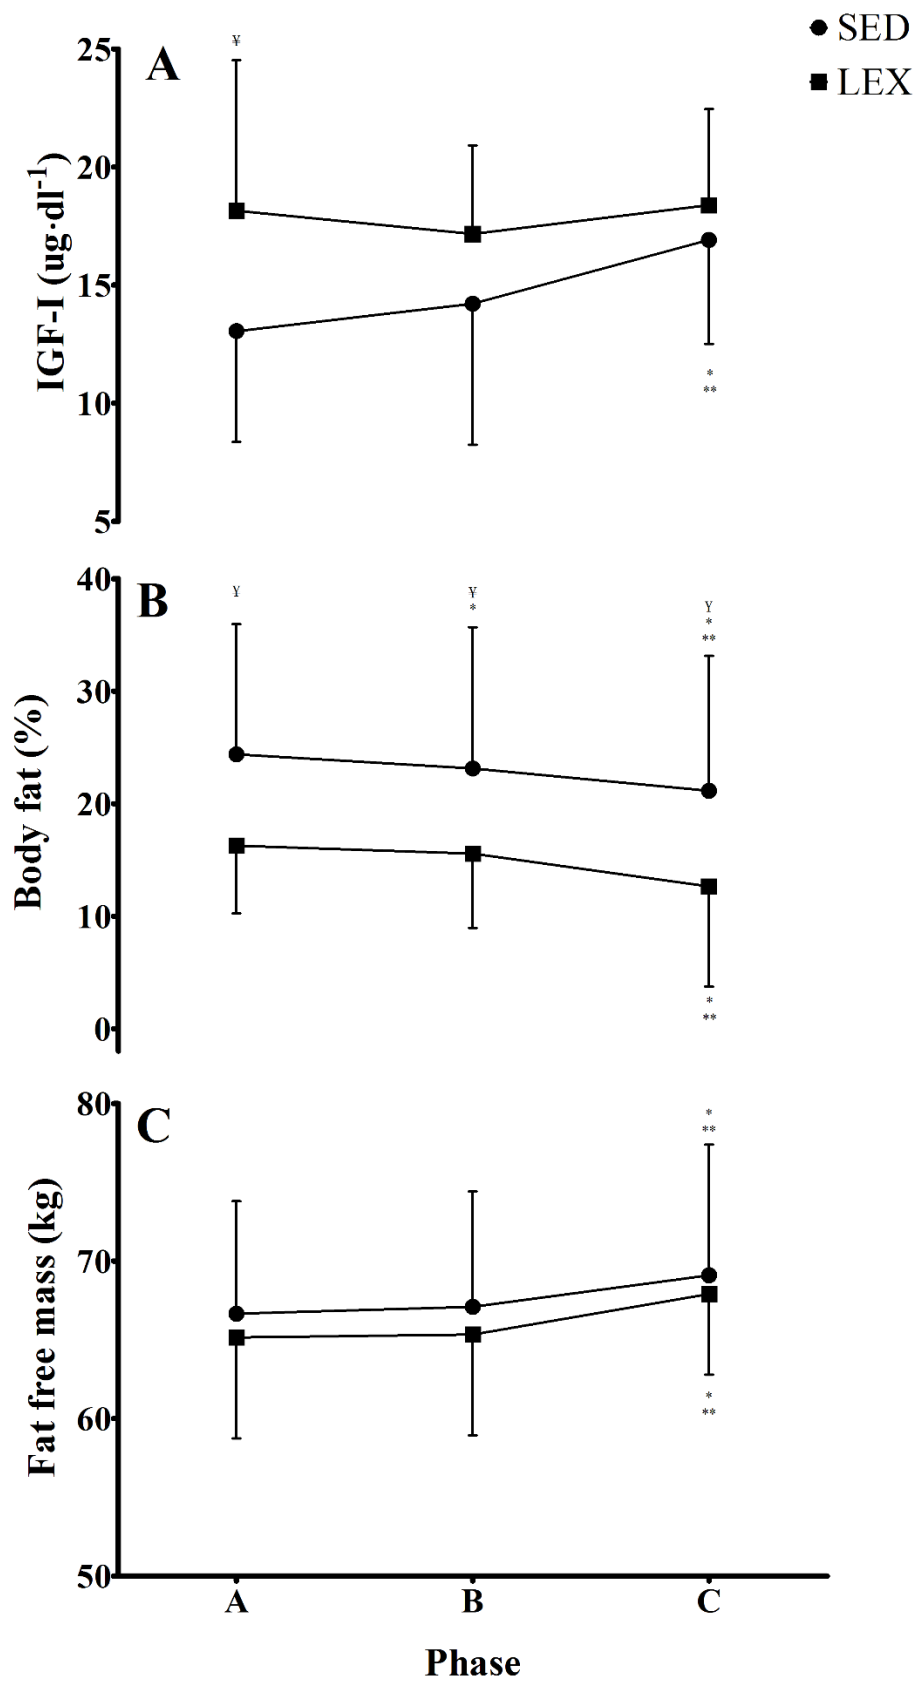 SED
LEX
A
¥
25
20
15
10
5
IGF-I (ug·dl-1)
*
**
B
¥
¥
*
¥
*
**
40
30
20
10
0
Body fat (%)
*
**
C
*
**
80
70
60
50
Fat free mass (kg)
*
**
A B C
Phase